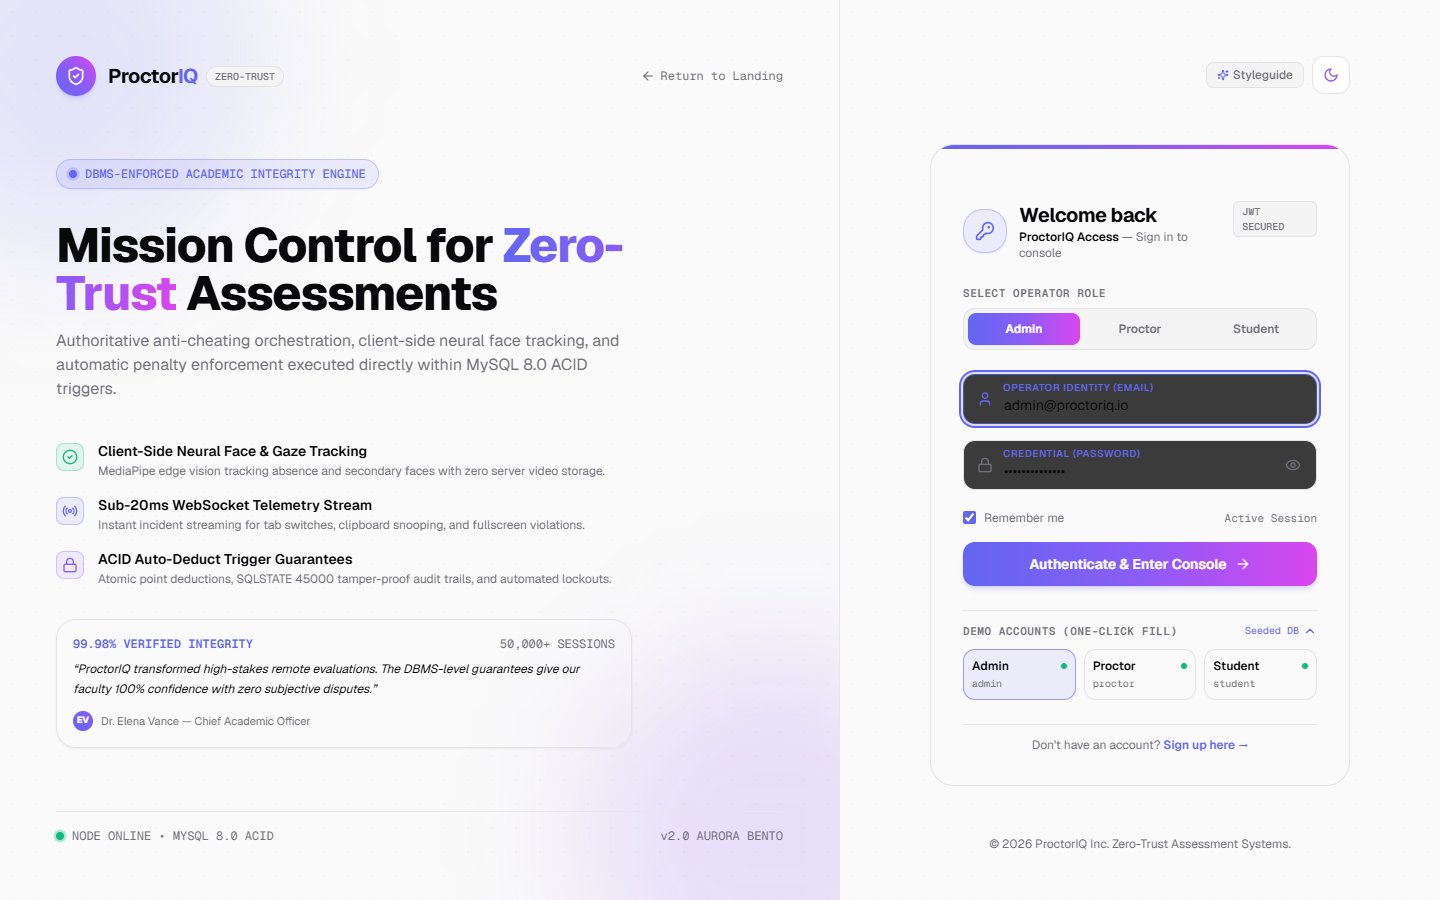 ProctorIQ ZERO-TRUST
← Return to Landing
DBMS-ENFORCED ACADEMIC INTEGRITY ENGINE
Mission Control for Zero-
Trust Assessments
Authoritative anti-cheating orchestration, client-side neural face tracking, and
automatic penalty enforcement executed directly within MySQL 8.0 ACID
triggers.
Client-Side Neural Face & Gaze Tracking
MediaPipe edge vision tracking absence and secondary faces with zero server video storage.
Sub-20ms WebSocket Telemetry Stream
Instant incident streaming for tab switches, clipboard snooping, and fullscreen violations.
ACID Auto-Deduct Trigger Guarantees
Atomic point deductions, SQLSTATE 45000 tamper-proof audit trails, and automated lockouts.
99.98% VERIFIED INTEGRITY
50,000+ SESSIONS
“ProctorIQ transformed high-stakes remote evaluations. The DBMS-level guarantees give our
faculty 100% confidence with zero subjective disputes.”
EV Dr. Elena Vance — Chief Academic Officer
NODE ONLINE • MYSQL 8.0 ACID
v2.0 AURORA BENTO
Styleguide
Welcome back
ProctorIQ Access — Sign in to
console
JWT
SECURED
SELECT OPERATOR ROLE
Admin
Proctor
Student
OPERATOR IDENTITY (EMAIL)
admin@proctoriq.io
CREDENTIAL (PASSWORD)
••••••••••••••
Remember me
Active Session
Authenticate & Enter Console →
DEMO ACCOUNTS (ONE-CLICK FILL)
Seeded DB
Admin
admin
Proctor
proctor
Student
student
Don't have an account? Sign up here →
© 2026 ProctorIQ Inc. Zero-Trust Assessment Systems.